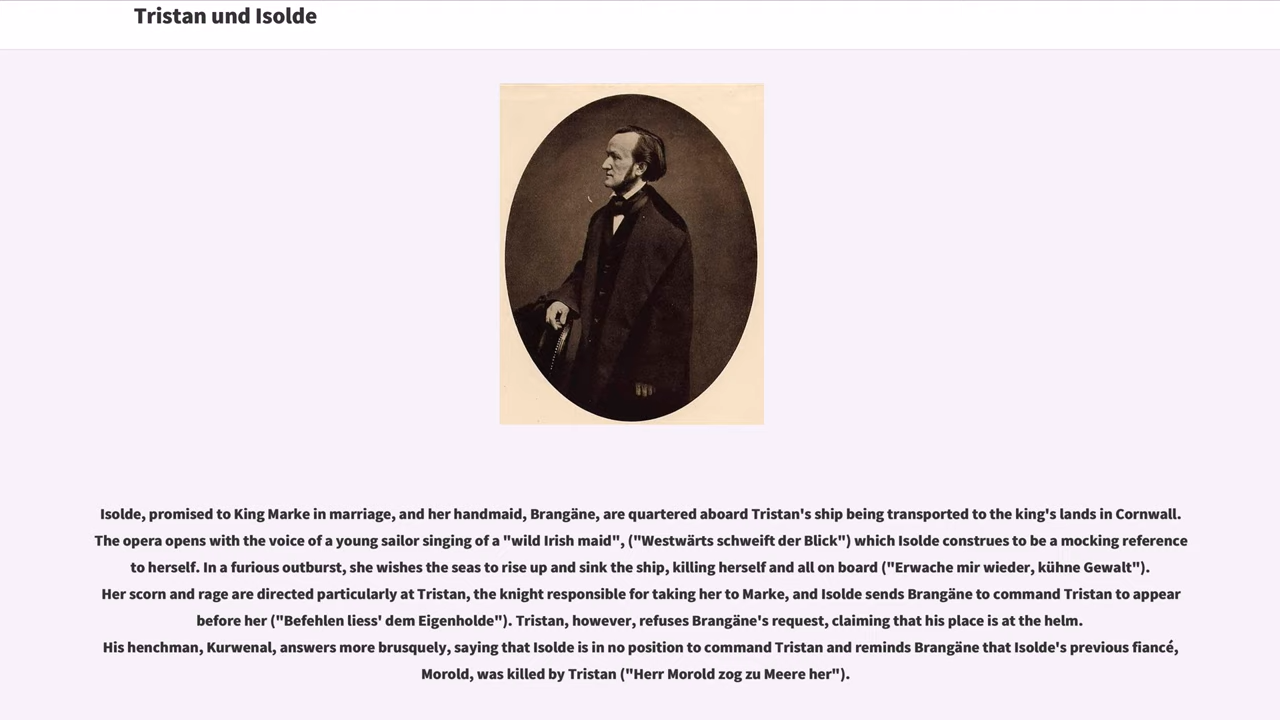 Tristan und Isolde
Isolde, promised to King Marke in marriage, and her handmaid, Brangäne, are quartered aboard Tristan's ship being transported to the king's lands in Cornwall.
The opera opens with the voice of a young sailor singing of a "wild Irish maid", ("Westwärts schweift der Blick") which Isolde construes to be a mocking reference
to herself. In a furious outburst, she wishes the seas to rise up and sink the ship, killing herself and all on board ("Erwache mir wieder, kühne Gewalt").
Her scorn and rage are directed particularly at Tristan, the knight responsible for taking her to Marke, and Isolde sends Brangäne to command Tristan to appear
before her ("Befehlen liess' dem Eigenholde"). Tristan, however, refuses Brangäne's request, claiming that his place is at the helm.
His henchman, Kurwenal, answers more brusquely, saying that Isolde is in no position to command Tristan and reminds Brangäne that Isolde's previous fiancé,
Morold, was killed by Tristan ("Herr Morold zog zu Meere her").